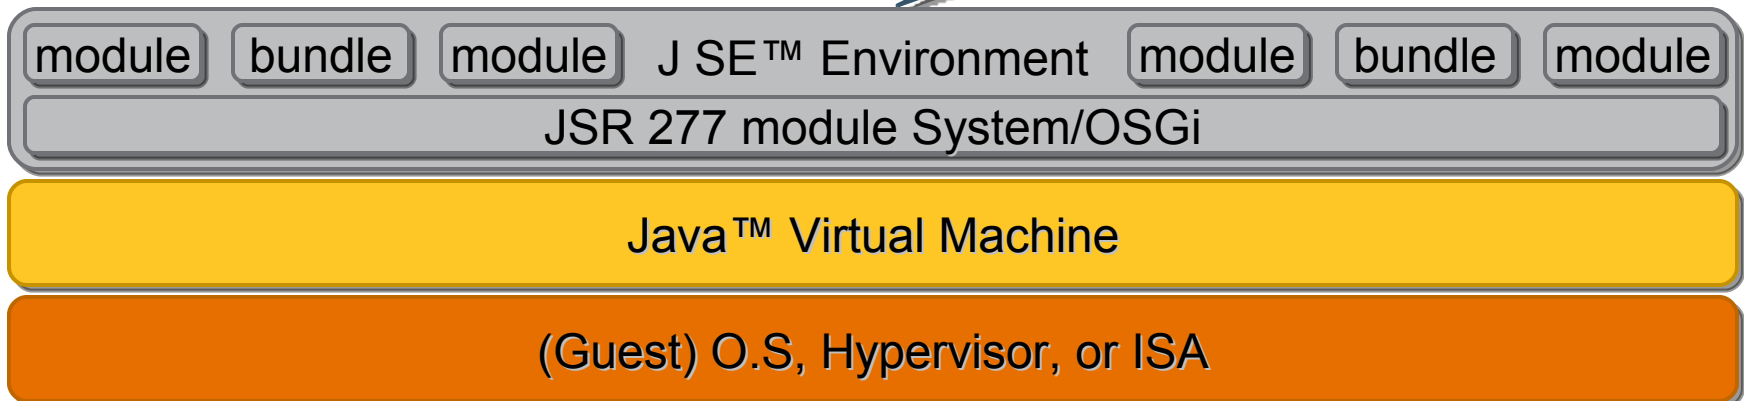 module bundle module J SE™ Environment module bundle module
JSR 277 module System/OSGi
Java™ Virtual Machine
(Guest) O.S, Hypervisor, or ISA